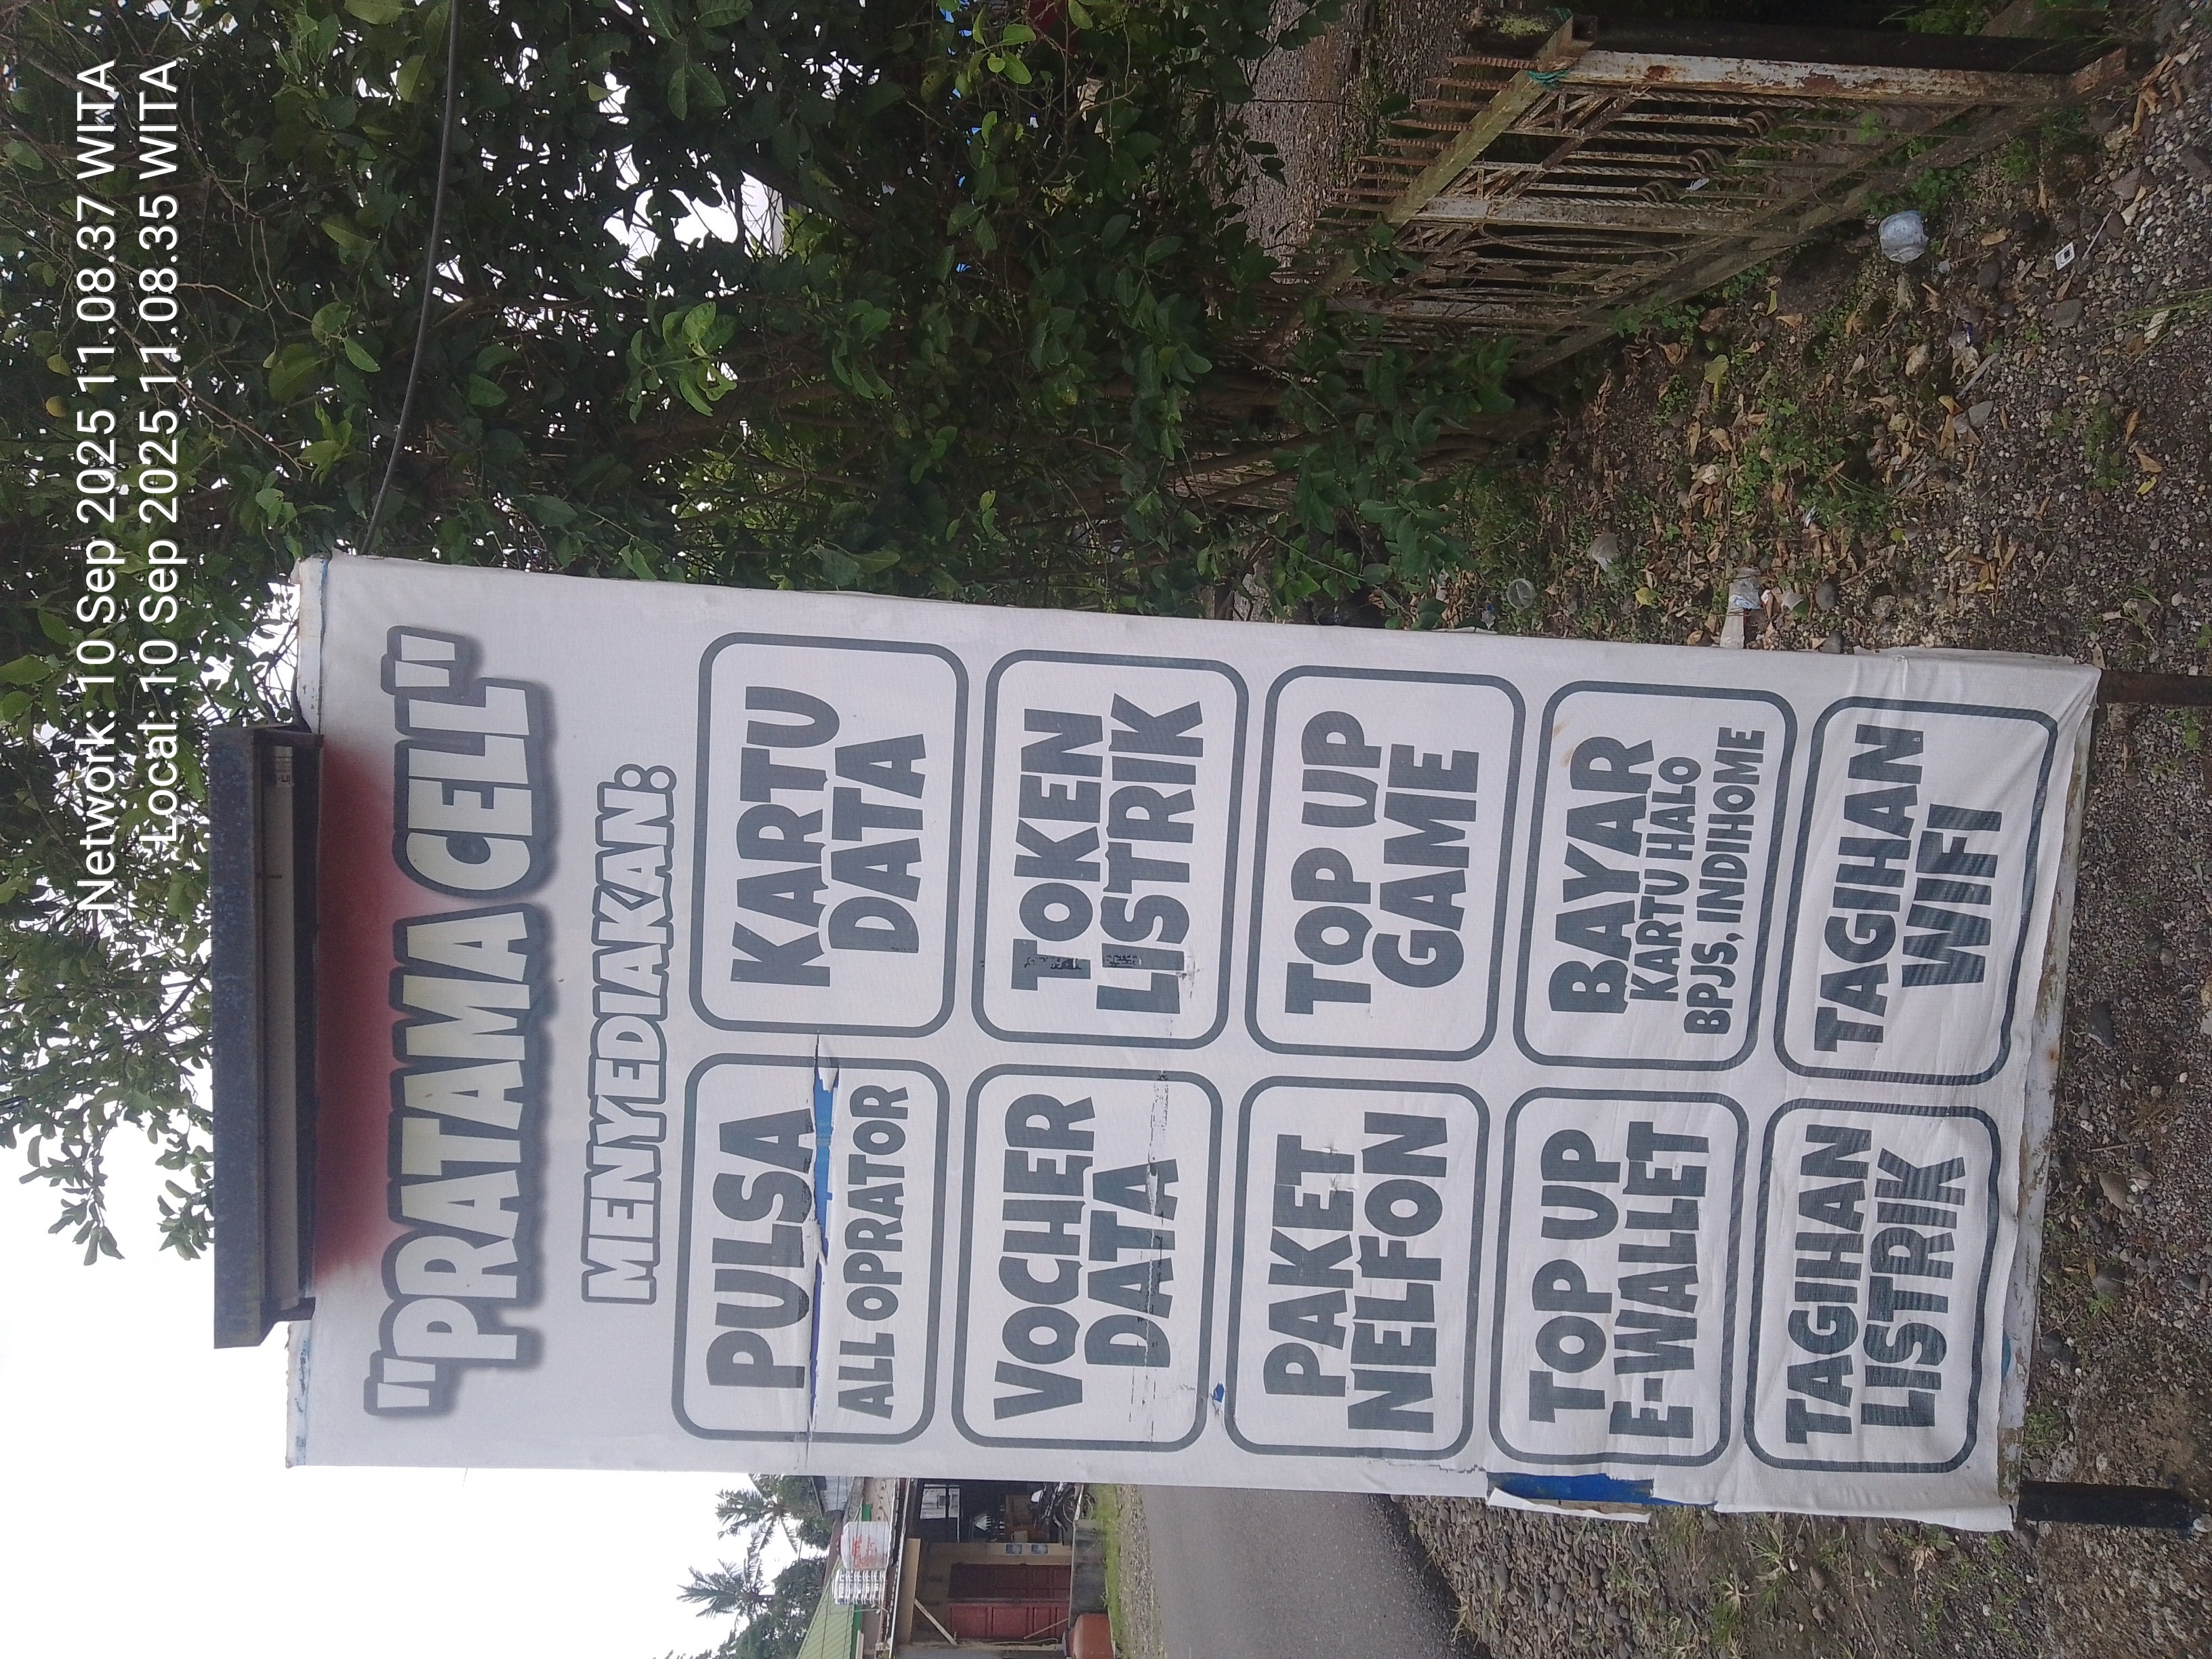 Network: 10 Sep 2025 11.08.37 WITA
Local: 10 Sep 2025 11.08.35 WITA
"PRATAMA CELL"
MENYEDIAKAN:
PULSA
ALL OPRATOR
KARTU
DATA
VOCHER
DATA
TOKEN
LISTRIK
PAKET
NELFON
TOP UP
GAME
TOP UP
E-WALLET
BAYAR
KARTU HALO
BPJS, INDIHOME
TAGIHAN
LISTRIK
TAGIHAN
WIFI